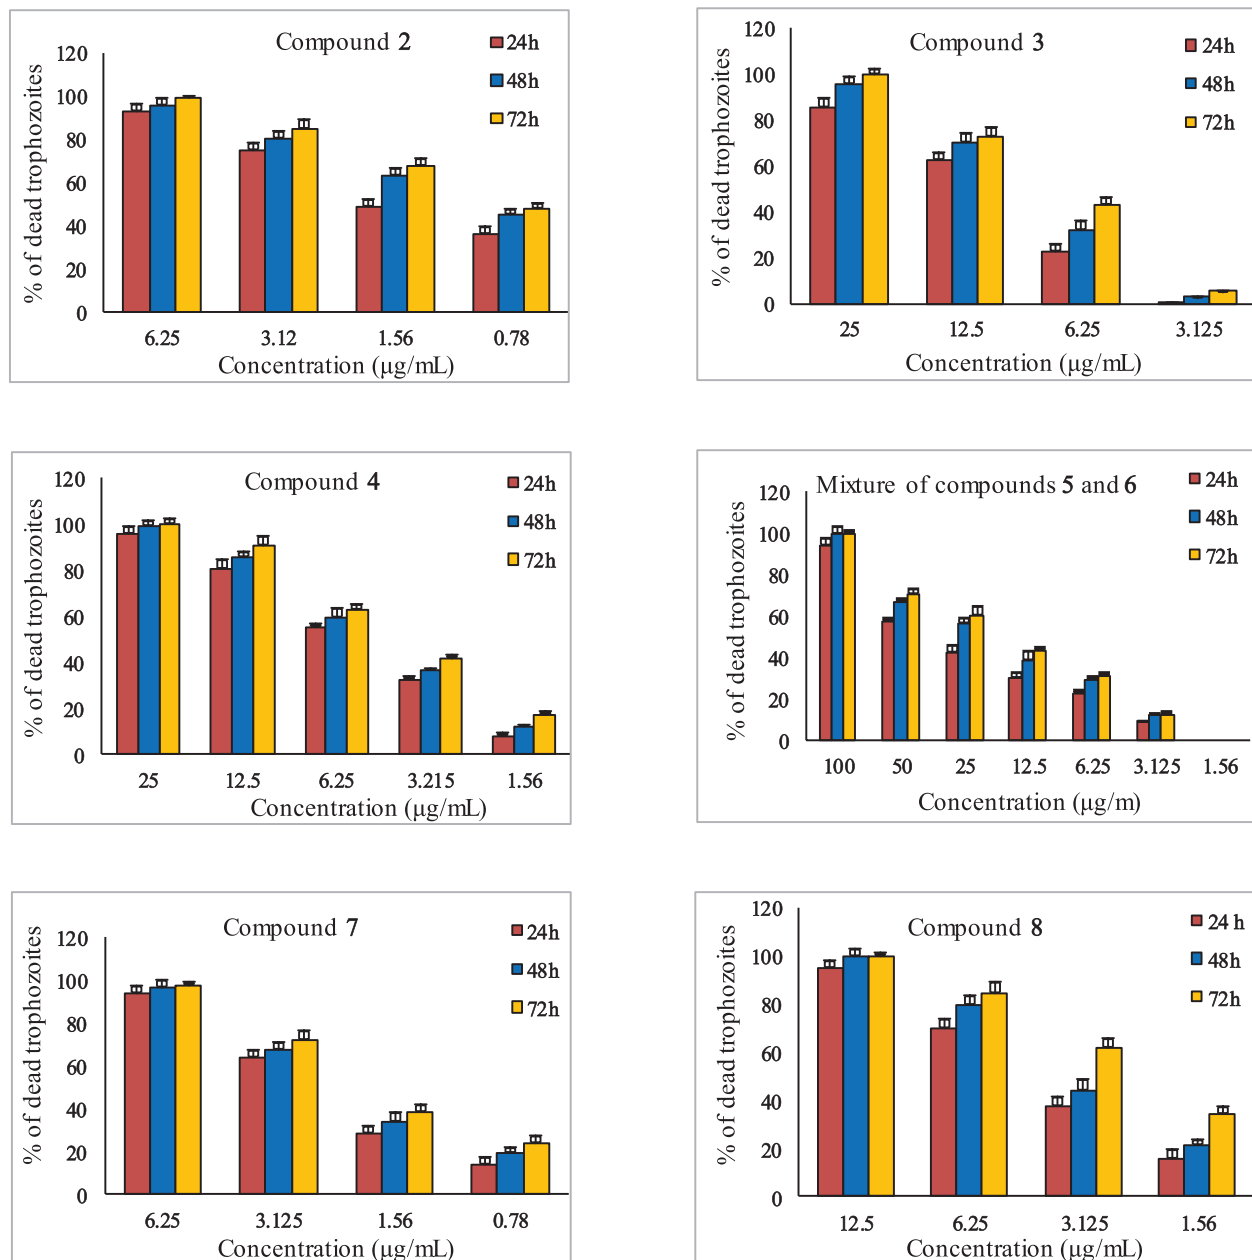 Compound 2
24h
48h
72h
120
100
80
60
40
20
0
% of dead trophozoites
6.25 3.12 1.56 0.78
Concentration (μg/mL)
Compound 3
24h
48h
72h
120
100
80
60
40
20
0
% of dead trophozoites
25 12.5 6.25 3.125
Concentration (μg/mL)
Compound 4
24h
48h
72h
120
100
80
60
40
20
0
% of dead trophozoites
25 12.5 6.25 3.215 1.56
Concentration (μg/mL)
Mixture of compounds 5 and 6
24h
48h
72h
120
100
80
60
40
20
0
% of dead trophozoites
100 50 25 12.5 6.25 3.125 1.56
Concentration (μg/m)
Compound 7
24h
48h
72h
120
100
80
60
40
20
0
% of dead trophozoites
6.25 3.125 1.56 0.78
Concentration (μg/mL)
Compound 8
24 h
48h
72h
120
100
80
60
40
20
0
% of dead trophozoites
12.5 6.25 3.125 1.56
Concentration (μg/mL)